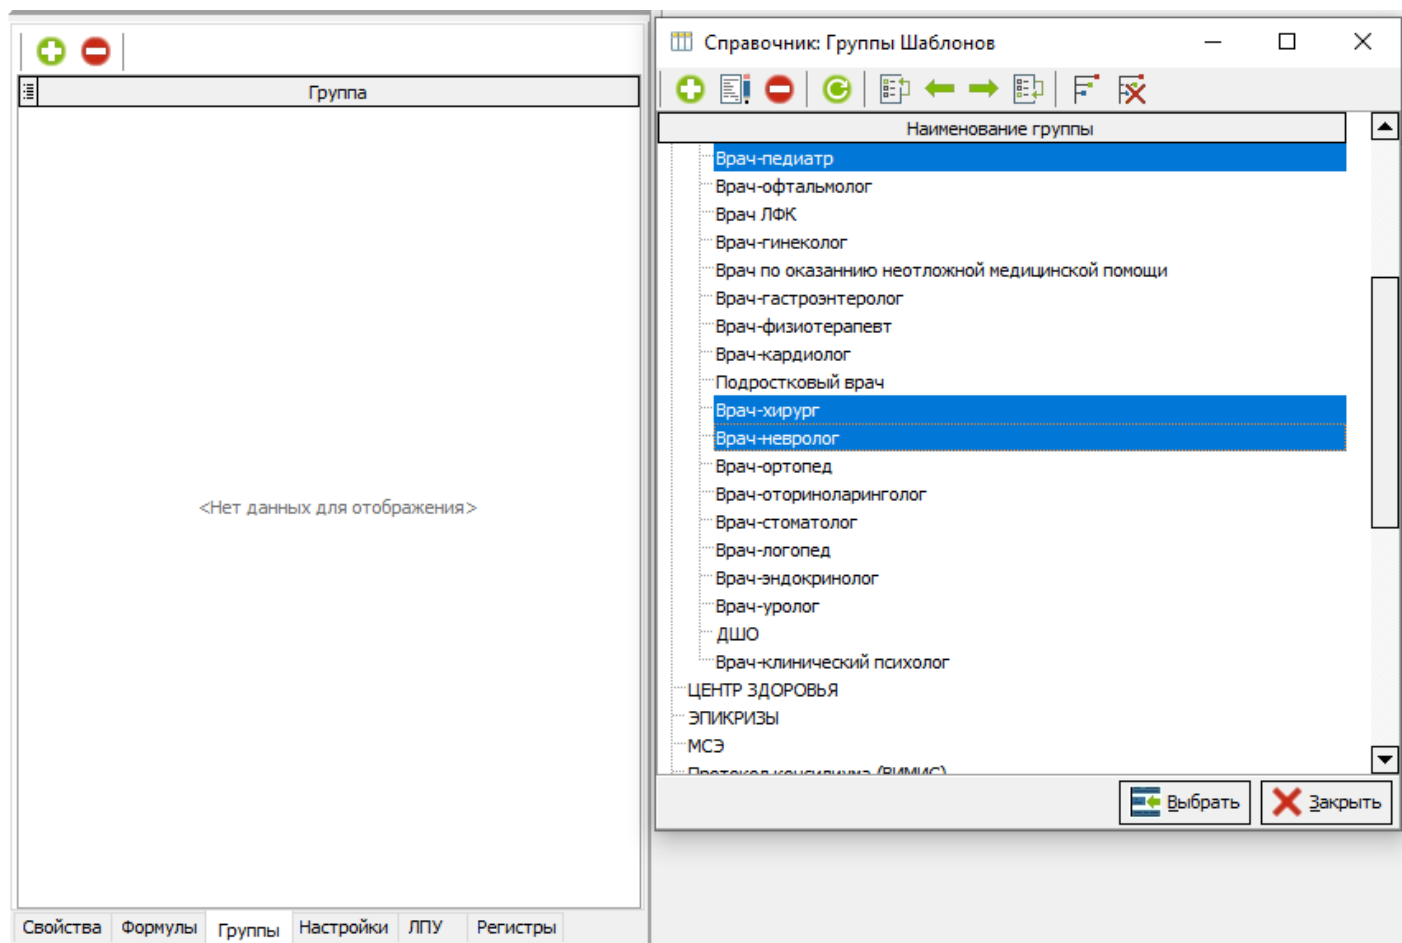 Группа
<Нет данных для отображения>
Свойства Формулы Группы Настройки ЛПУ Регистры
Справочник: Группы Шаблонов
Наименование группы
Врач-педиатр
Врач-офтальмолог
Врач ЛФК
Врач-гинеколог
Врач по оказанию неотложной медицинской помощи
Врач-гастроэнтеролог
Врач-физиотерапевт
Врач-кардиолог
Подростковый врач
Врач-хирург
Врач-невролог
Врач-ортопед
Врач-оториноларинголог
Врач-стоматолог
Врач-логопед
Врач-эндокринолог
Врач-уролог
ДШО
Врач-клинический психолог
ЦЕНТР ЗДОРОВЬЯ
ЭПИКРИЗЫ
МСЭ
Протокол консилиума (ВИМИС)
Выбрать Закрыть